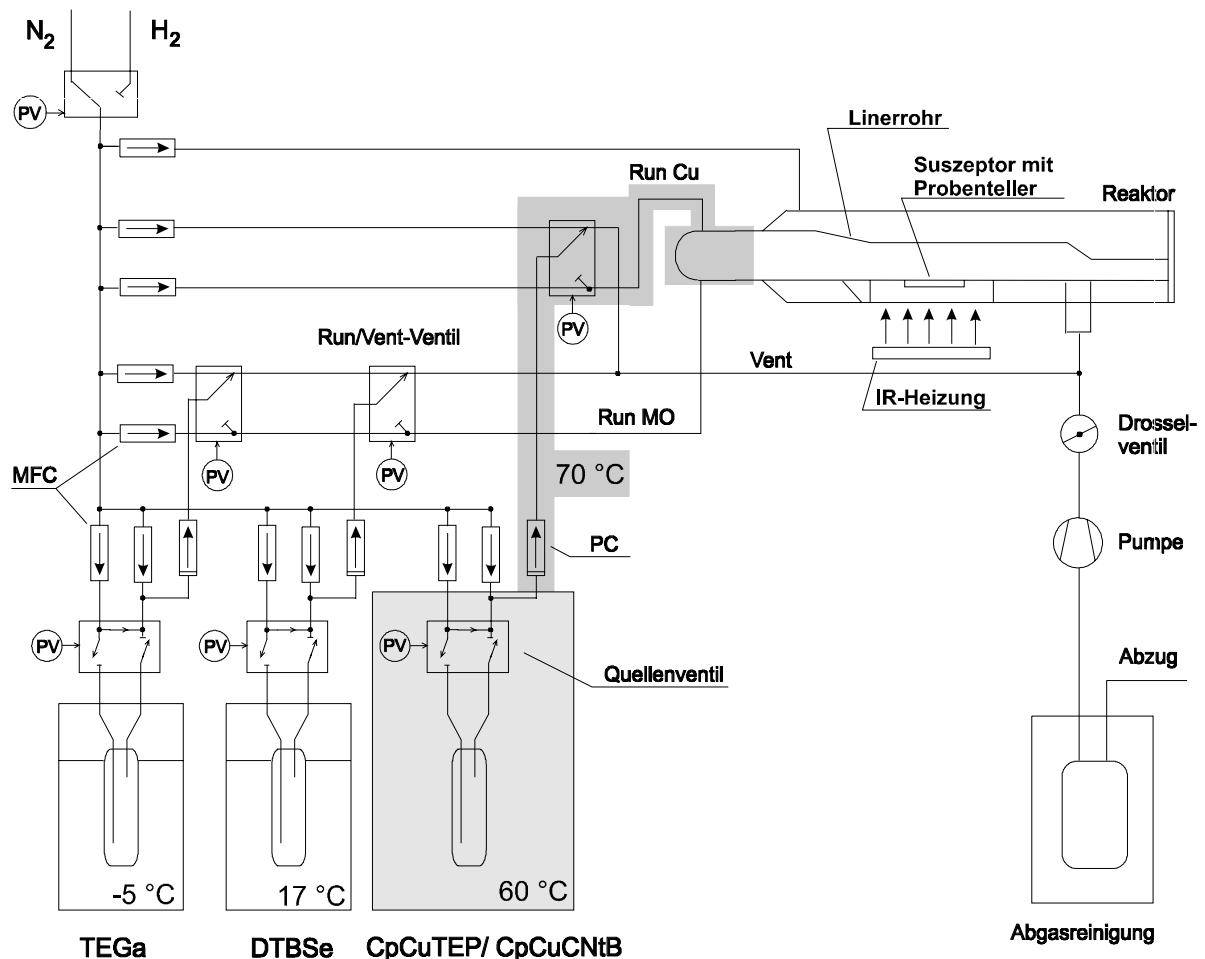 N2 H2
PV
Linerrohr
Run Cu
Suszeptor mit
Probenteller
Reaktor
PV
Run/Vent-Ventil
Vent
IR-Heizung
Run MO
Drossel-
ventil
MFC
PV
PV
70 °C
PC
Pumpe
PV
PV
PV
Quellenventil
Abzug
-5 °C
17 °C
60 °C
TEGa
DTBSe
CpCuTEP/ CpCuCNtB
Abgasreinigung